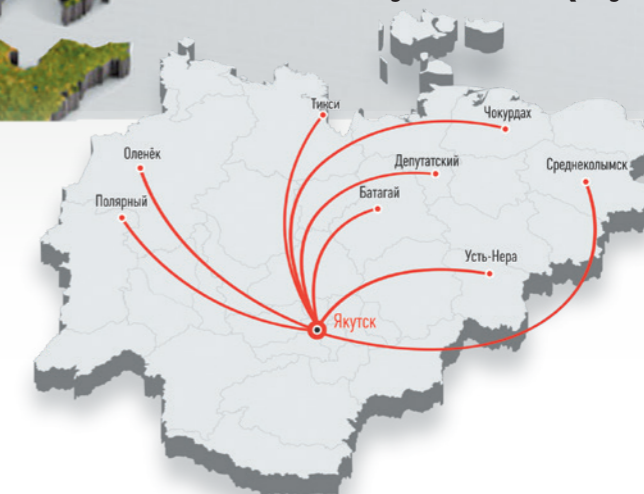 Тикси
Чокурдах
Оленёк
Депутатский
Среднеколымск
Батагай
Полярный
Усть-Нера
Якутск